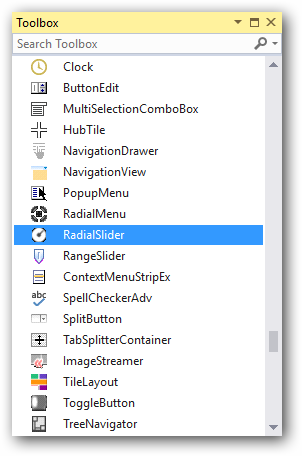 Toolbox
Search Toolbox
Clock
ButtonEdit
MultiSelectionComboBox
HubTile
NavigationDrawer
NavigationView
PopupMenu
RadialMenu
RadialSlider
RangeSlider
ContextMenuStripEx
abc SpellCheckerAdv
SplitButton
TabSplitterContainer
ImageStreamer
TileLayout
ToggleButton
TreeNavigator